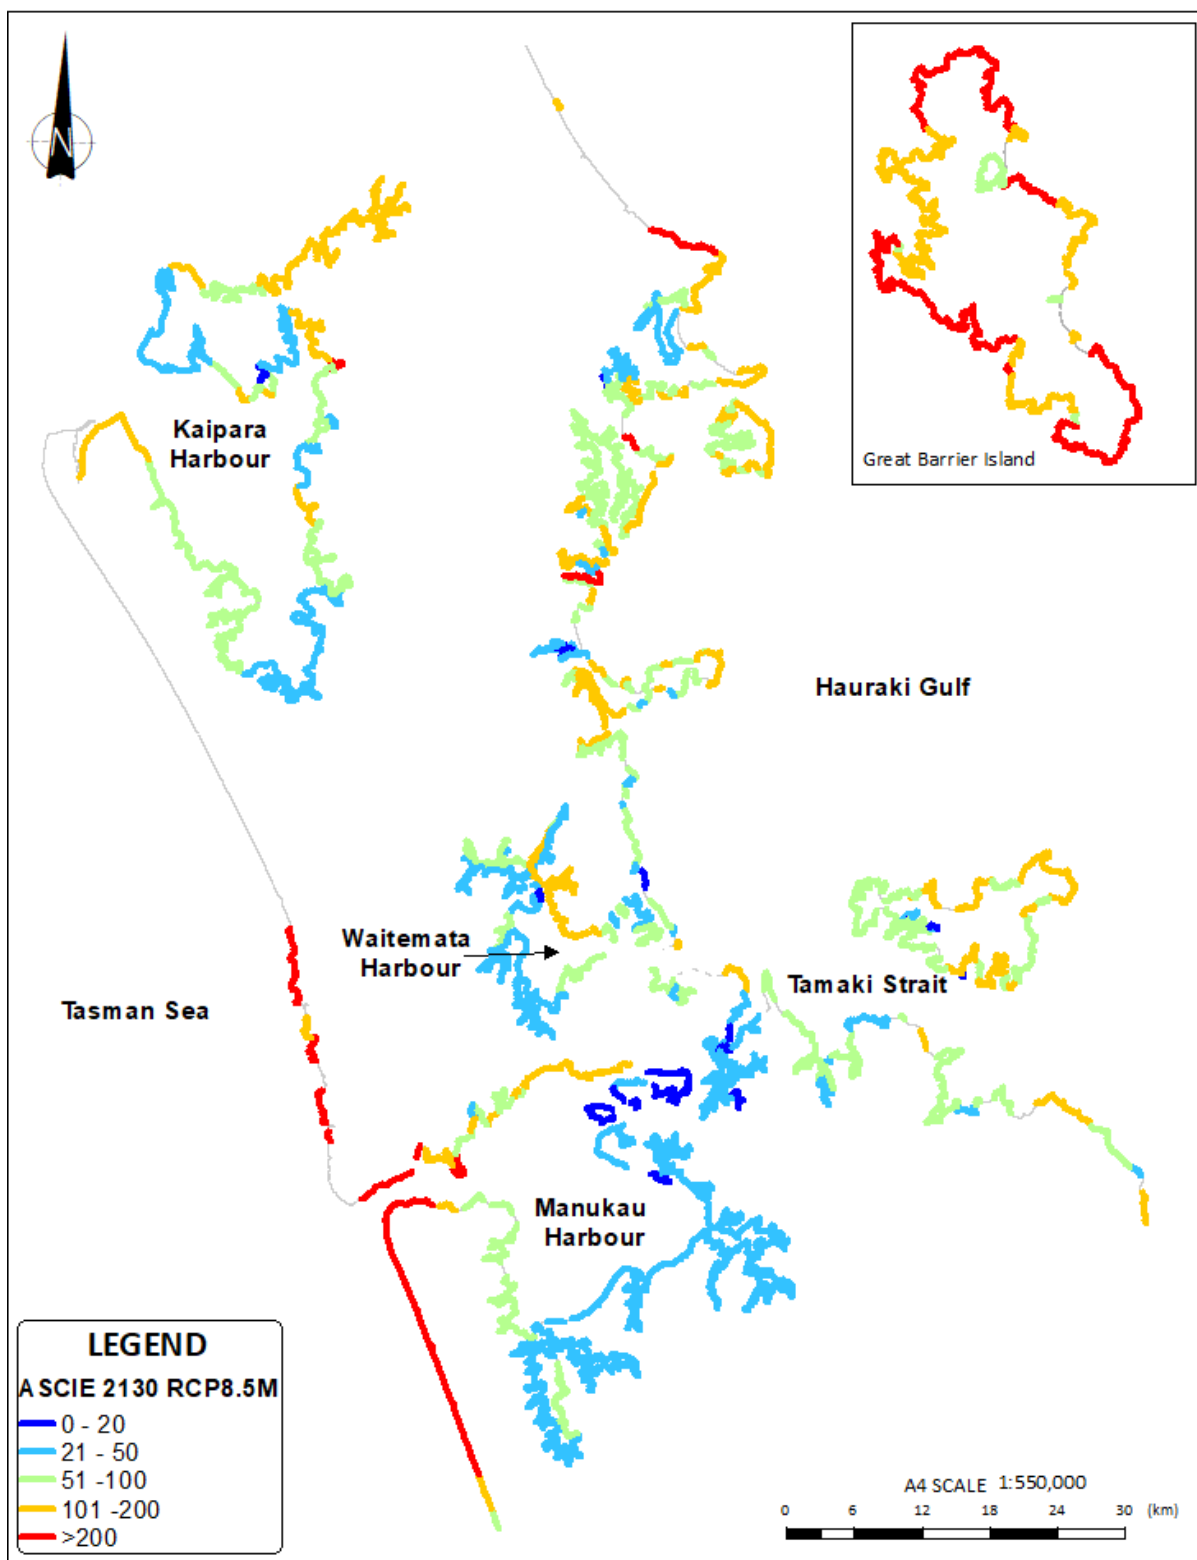 N
Great Barrier Island
Kaipara
Harbour
Hauraki Gulf
Waitemata
Harbour
Tamaki Strait
Tasman Sea
Manukau
Harbour
LEGEND
ASCIE 2130 RCP8.5M
0 - 20
21 - 50
51 -100
101 -200
>200
A4 SCALE 1:550,000
0 6 12 18 24 30 (km)